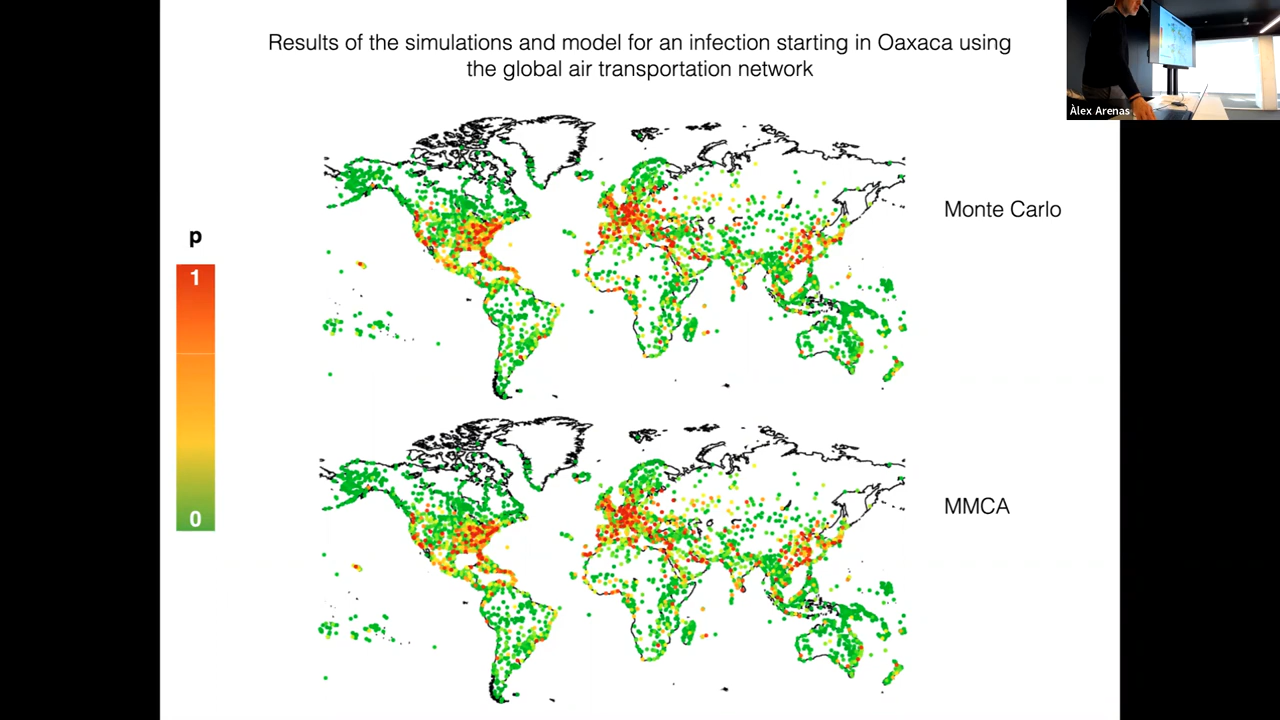 Results of the simulations and model for an infection starting in Oaxaca using
the global air transportation network
Àlex Arenas
Monte Carlo
p
1
0
MMCA